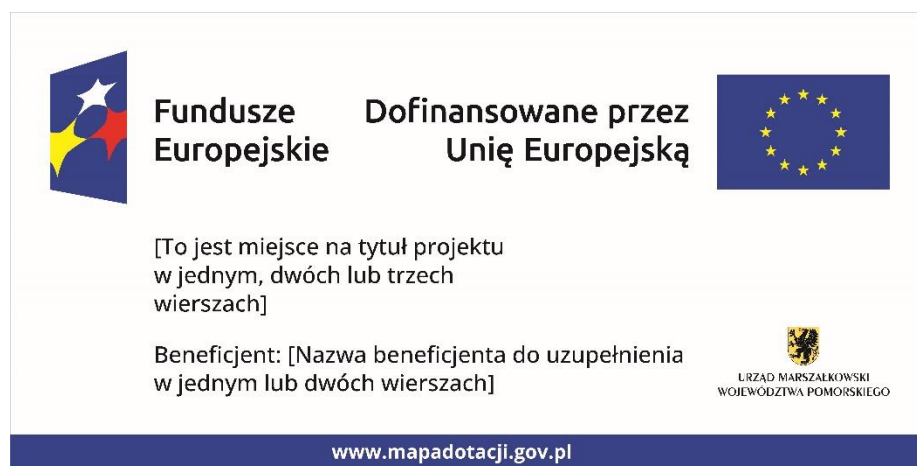 Fundusze
Europejskie
Dofinansowane przez
Unię Europejską
[To jest miejsce na tytuł projektu
w jednym, dwóch lub trzech
wierszach]
Beneficjent: [Nazwa beneficjenta do uzupełnienia
w jednym lub dwóch wierszach]
URZĄD MARSZAŁKOWSKI
WOJEWÓDZTWA POMORSKIEGO
www.mapadotacji.gov.pl